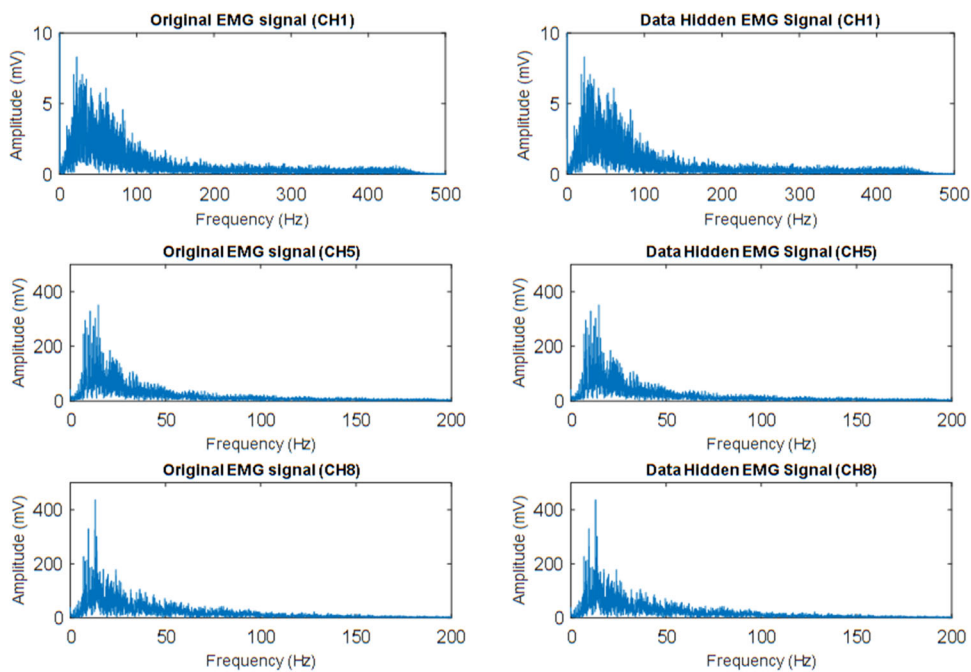 Original EMG signal (CH1)
Data Hidden EMG Signal (CH1)
Amplitude (mV)
10
5
0
0 100 200 300 400 500
Frequency (Hz)
Amplitude (mV)
10
5
0
0 100 200 300 400 500
Frequency (Hz)
Original EMG signal (CH5)
Data Hidden EMG Signal (CH5)
Amplitude (mV)
400
200
0
0 50 100 150 200
Frequency (Hz)
Amplitude (mV)
400
200
0
0 50 100 150 200
Frequency (Hz)
Original EMG signal (CH8)
Data Hidden EMG Signal (CH8)
Amplitude (mV)
400
200
0
0 50 100 150 200
Frequency (Hz)
Amplitude (mV)
400
200
0
0 50 100 150 200
Frequency (Hz)